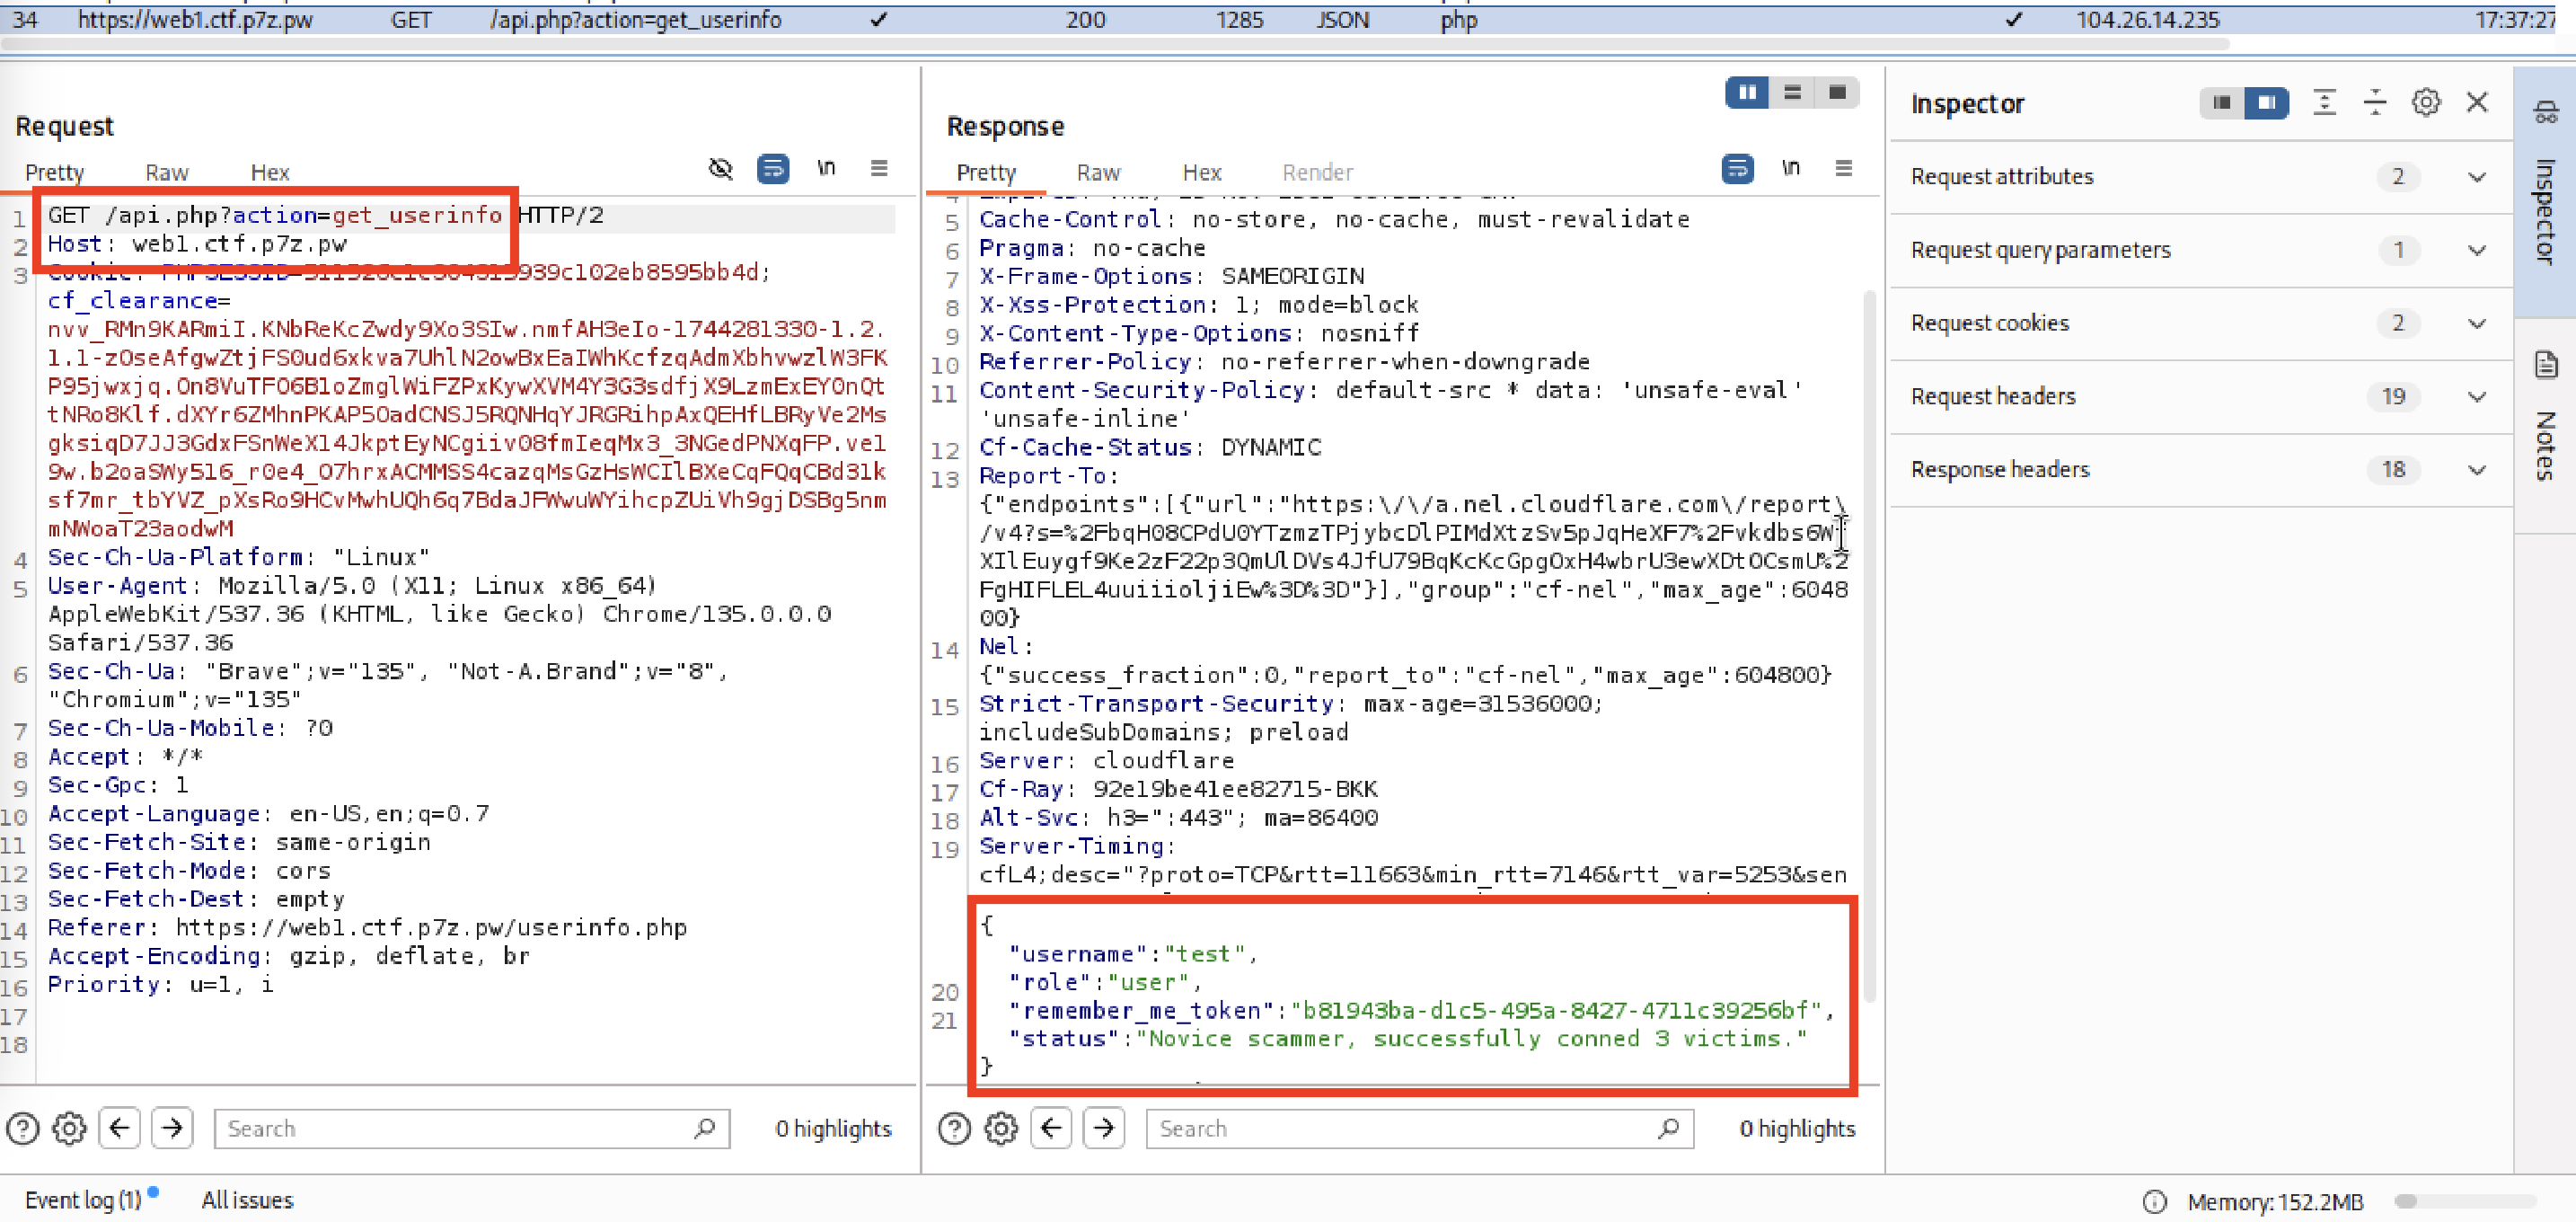 34 https://web1.ctf.p7z.pw GET /api.php?action=get_userinfo ✓ 200 1285 JSON php ✓ 104.26.14.235 17:37:27
Request
Pretty Raw Hex \n
1 GET /api.php?action=get_userinfo HTTP/2
2 Host: web1.ctf.p7z.pw
3 939c102eb8595bb4d;
cf_clearance=
nvv_RMn9KARmiI.KNbReKcZwdy9Xo3SIw.nmfAH3eIo-1744281330-1.2.
1.1-zOseAfgwZtjFS0ud6xkva7UhlN2owBxEaIWhKcfzqAdmXbhvwzlW3FK
P95jwxjq.On8VuTFO6B1oZmglWiFZPxKywXVM4Y3G3sdfjX9LzmExEY0nQt
tNRo8Klf.dXYr6ZMhnPKAP5OadCNSJ5RQNHqYJRGRihpAxQEHfLBRyVe2Ms
gksiqD7JJ3GdxFSnWeX14JkptEyNCgiiv08fmIeqMx3_3NGedPNXqFP.ve1
9w.b2oaSWy516_r0e4_O7hrxACMMSS4cazqMsGzHsWCIlBXeCqFQqCBd31k
sf7mr_tbYVZ_pXsRo9HCvMwhUQh6q7BdaJFWwuWYihcpZUiVh9gjDSBg5nm
mNWoaT23aodwM
4 Sec-Ch-Ua-Platform: "Linux"
5 User-Agent: Mozilla/5.0 (X11; Linux x86_64)
AppleWebKit/537.36 (KHTML, like Gecko) Chrome/135.0.0.0
Safari/537.36
6 Sec-Ch-Ua: "Brave";v="135", "Not-A.Brand";v="8",
"Chromium";v="135"
7 Sec-Ch-Ua-Mobile: ?0
8 Accept: */*
9 Sec-Gpc: 1
10 Accept-Language: en-US,en;q=0.7
11 Sec-Fetch-Site: same-origin
12 Sec-Fetch-Mode: cors
13 Sec-Fetch-Dest: empty
14 Referer: https://web1.ctf.p7z.pw/userinfo.php
15 Accept-Encoding: gzip, deflate, br
16 Priority: u=1, i
17
18
Search 0 highlights
Response
Pretty Raw Hex Render \n
5 Cache-Control: no-store, no-cache, must-revalidate
6 Pragma: no-cache
7 X-Frame-Options: SAMEORIGIN
8 X-Xss-Protection: 1; mode=block
9 X-Content-Type-Options: nosniff
10 Referrer-Policy: no-referrer-when-downgrade
11 Content-Security-Policy: default-src * data: 'unsafe-eval'
'unsafe-inline'
12 Cf-Cache-Status: DYNAMIC
13 Report-To:
{"endpoints":[{"url":"https:\/\/a.nel.cloudflare.com\/report\
/v4?s=%2FbqH08CPdU0YTzmzTPjybcDlPIMdXtzSv5pJqHeXF7%2Fvkdbs6W
XIlEuygf9Ke2zF22p3QmUlDVs4JfU79BqKcKcGpgOxH4wbrU3ewXDtOCsmU%2
FgHIFLEL4uuiiioljiEw%3D%3D"}],"group":"cf-nel","max_age":6048
00}
14 Nel:
{"success_fraction":0,"report_to":"cf-nel","max_age":604800}
15 Strict-Transport-Security: max-age=31536000;
includeSubDomains; preload
16 Server: cloudflare
17 Cf-Ray: 92e19be41ee82715-BKK
18 Alt-Svc: h3=":443"; ma=86400
19 Server-Timing:
cfL4;desc="?proto=TCP&rtt=11663&min_rtt=7146&rtt_var=5253&sen
{
"username":"test",
20 "role":"user",
21 "remember_me_token":"b81943ba-d1c5-495a-8427-4711c39256bf",
"status":"Novice scammer, successfully conned 3 victims."
}
Search 0 highlights
Inspector
Request attributes 2
Request query parameters 1
Request cookies 2
Request headers 19
Response headers 18
Inspector
Notes
Event log (1) All issues
Memory: 152.2MB